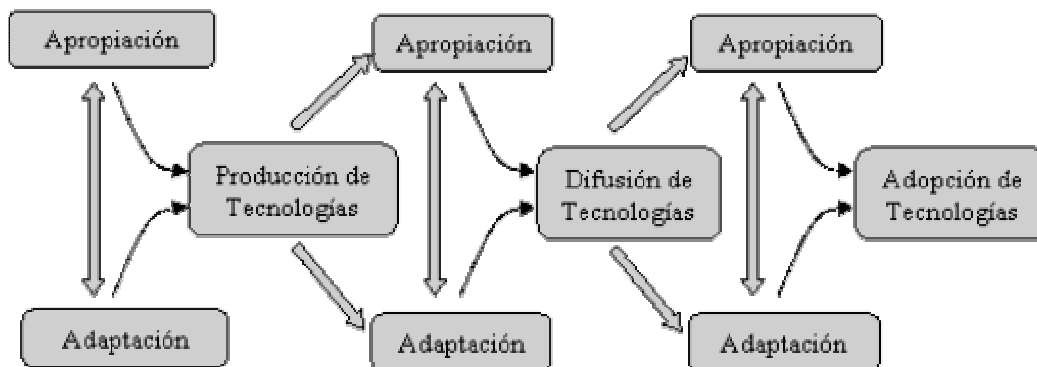 Apropiación
Apropiación
Apropiación
Producción de
Tecnologías
Difusión de
Tecnologías
Adopción de
Tecnologías
Adaptación
Adaptación
Adaptación